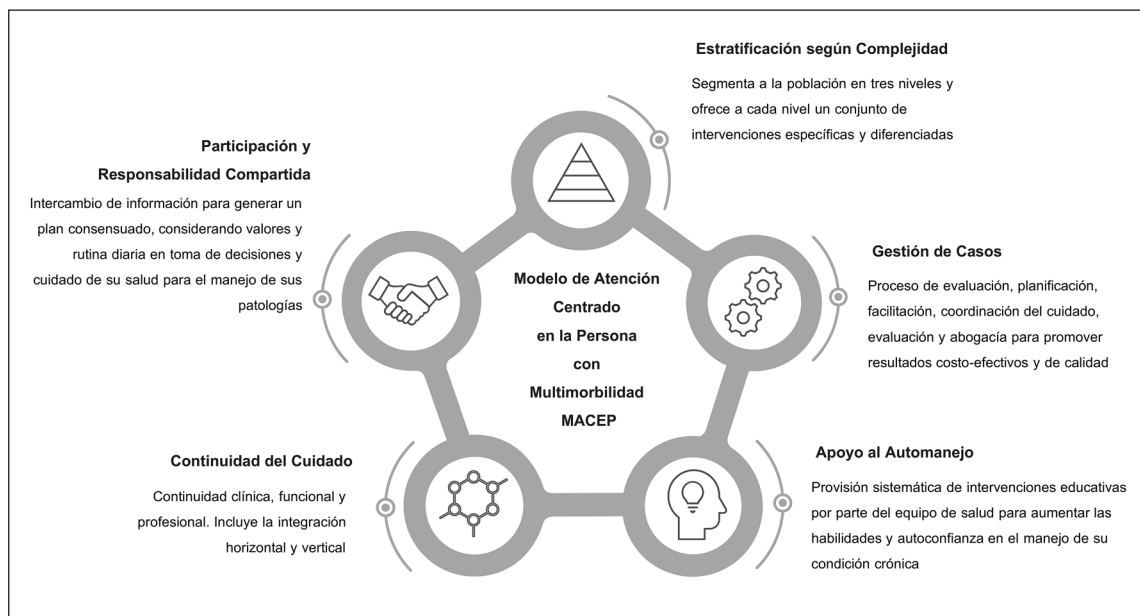 Estratificación según Complejidad
Segmenta a la población en tres niveles y
ofrece a cada nivel un conjunto de
intervenciones específicas y diferenciadas
Participación y
Responsabilidad Compartida
Intercambio de información para generar un
plan consensuado, considerando valores y
rutina diaria en toma de decisiones y
cuidado de su salud para el manejo de sus
patologías
Modelo de Atención
Centrado
en la Persona
con
Multimorbilidad
MACEP
Gestión de Casos
Proceso de evaluación, planificación,
facilitación, coordinación del cuidado,
evaluación y abogacía para promover
resultados costo-efectivos y de calidad
Continuidad del Cuidado
Continuidad clínica, funcional y
profesional. Incluye la integración
horizontal y vertical
Apoyo al Automanejo
Provisión sistemática de intervenciones educativas
por parte del equipo de salud para aumentar las
habilidades y autoconfianza en el manejo de su
condición crónica